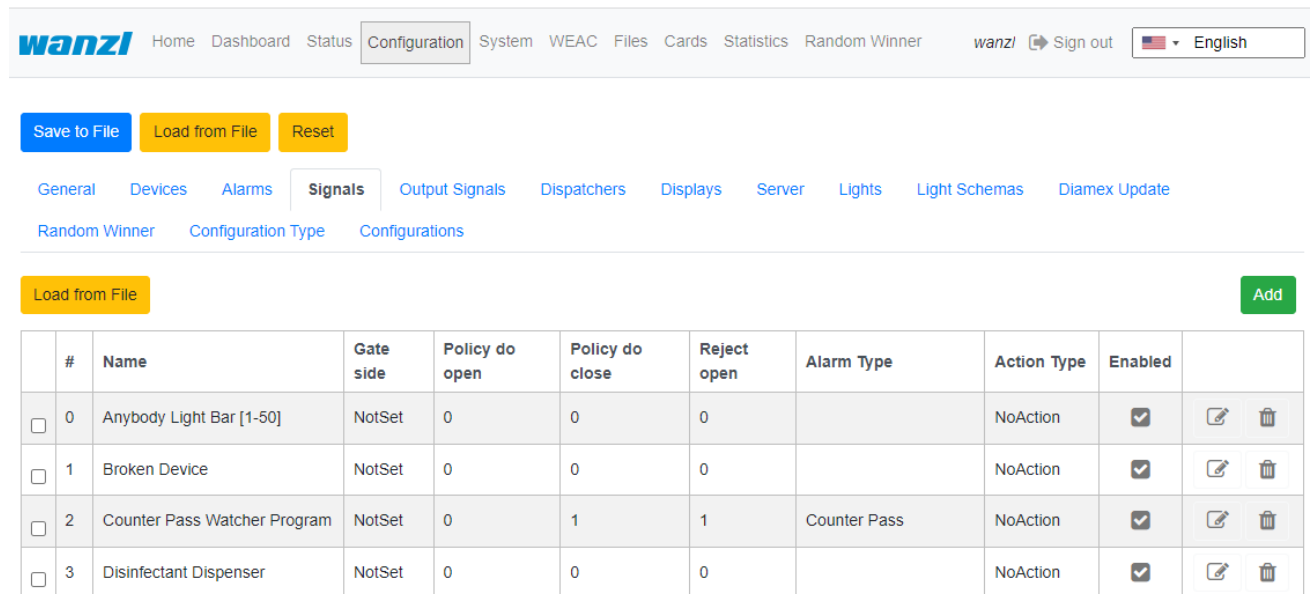 wanzl Home Dashboard Status Configuration System WEAC Files Cards Statistics Random Winner wanzl Sign out English
Save to File Load from File Reset
General Devices Alarms Signals Output Signals Dispatchers Displays Server Lights Light Schemas Diamex Update
Random Winner Configuration Type Configurations
Load from File Add
# Name Gate side Policy do open Policy do close Reject open Alarm Type Action Type Enabled
0 Anybody Light Bar [1-50] NotSet 0 0 0 NoAction
1 Broken Device NotSet 0 0 0 NoAction
2 Counter Pass Watcher Program NotSet 0 1 1 Counter Pass NoAction
3 Disinfectant Dispenser NotSet 0 0 0 NoAction